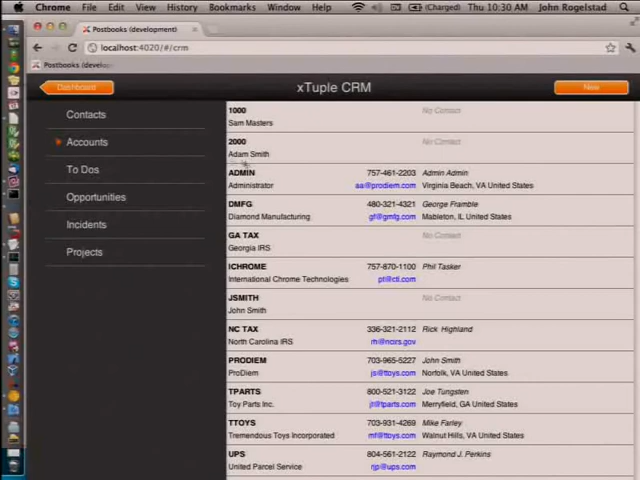 Chrome File Edit View History Bookmarks Window Help (Charged) Thu 10:30 AM John Rogelstad
Postbooks (development)
localhost:4020/#/crm
Postbooks (develop
Dashboard xTuple CRM New
Contacts
Accounts
To Dos
Opportunities
Incidents
Projects
1000 No Contact
Sam Masters
2000 No Contact
Adam Smith
ADMIN 757-461-2203 Admin Admin
Administrator aa@prodiem.com Virginia Beach, VA United States
DMFG 480-321-4321 George Framble
Diamond Manufacturing gf@gmfg.com Mableton, IL United States
GA TAX No Contact
Georgia IRS
ICHROME 757-870-1100 Phil Tasker
International Chrome Technologies pt@ctl.com
JSMITH No Contact
John Smith
NC TAX 336-321-2112 Rick Highland
North Carolina IRS rh@ncirs.gov
PRODIEM 703-965-5227 John Smith
ProDiem js@ttoys.com Norfolk, VA United States
TPARTS 800-521-3122 Joe Tungsten
Toy Parts Inc. jt@tparts.com Merryfield, GA United States
TTOYS 703-931-4269 Mike Farley
Tremendous Toys Incorporated mf@ttoys.com Walnut Hills, VA United States
UPS 804-561-2122 Raymond J. Perkins
United Parcel Service rjp@ups.com